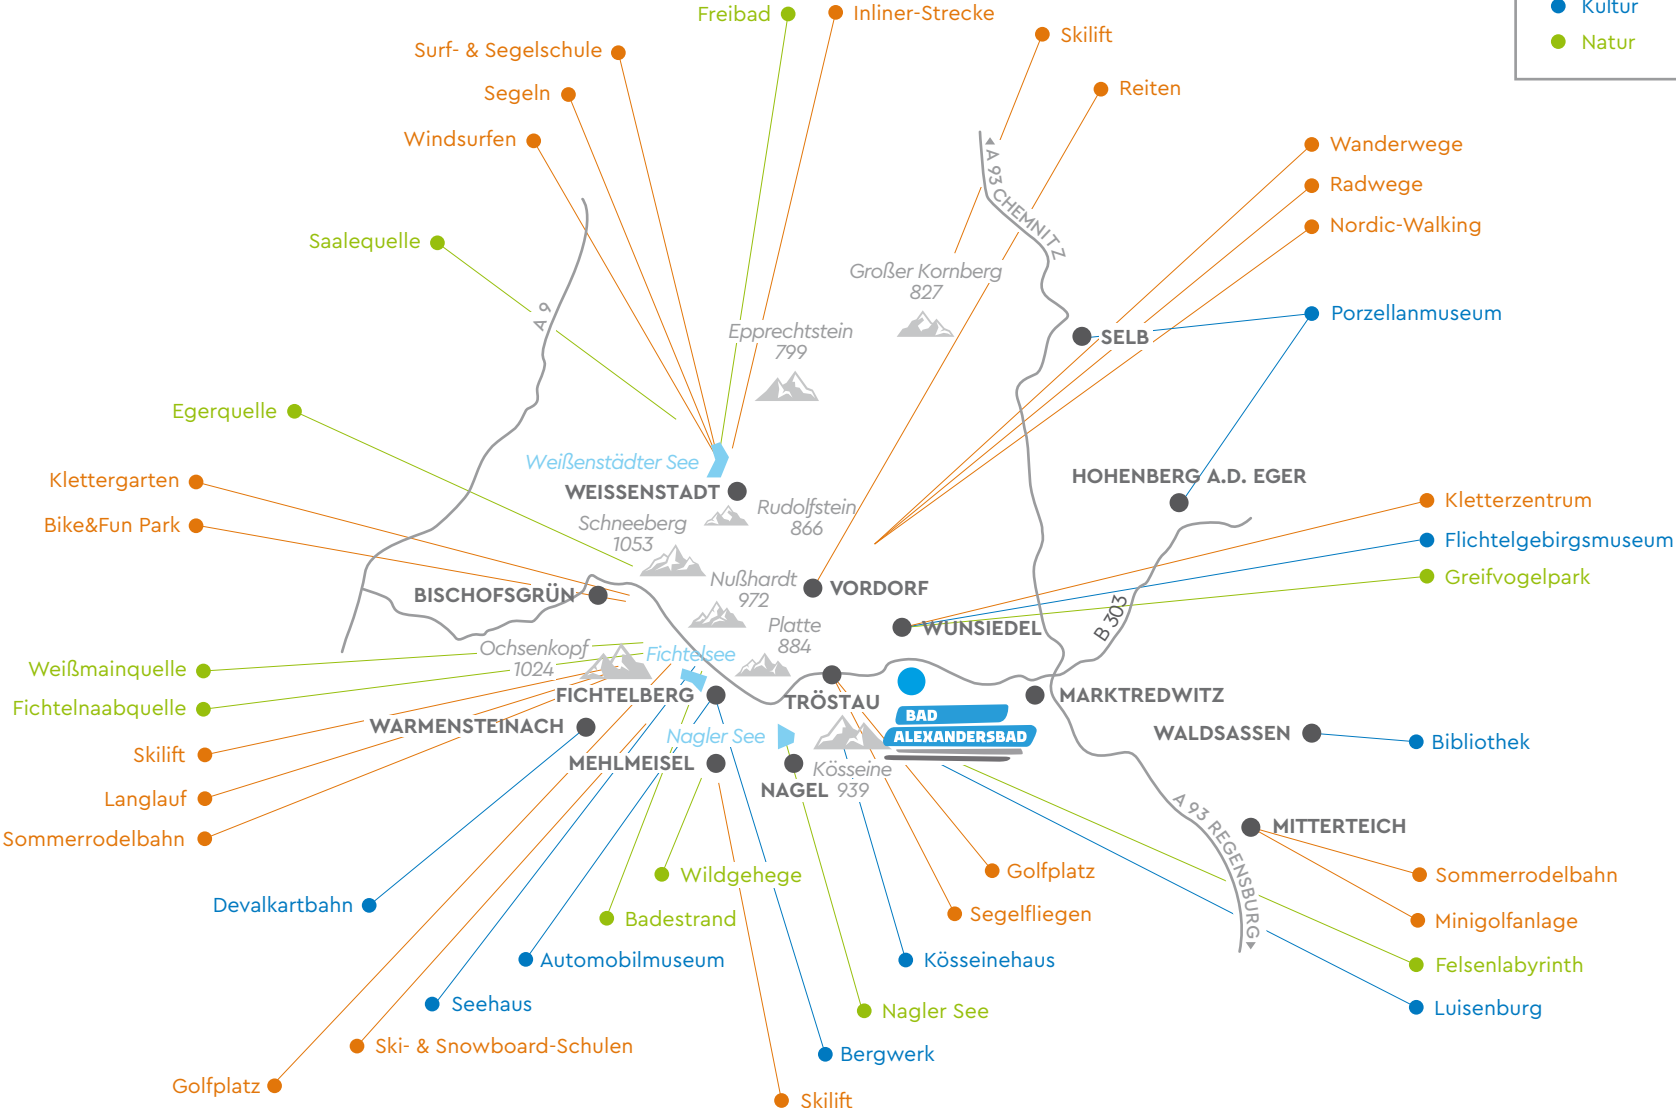 Kultur
Natur
Freibad
Inliner-Strecke
Skilift
Surf- & Segelschule
Segeln
Reiten
Windsurfen
Wanderwege
Radwege
Nordic-Walking
A 93 CHEMNITZ
Saalequelle
Großer Kornberg
827
A 9
Epprechtstein
799
Porzellanmuseum
SELB
Egerquelle
Weißenstädter See
WEISSENSTADT
HOHENBERG A.D. EGER
Klettergarten
Bike&Fun Park
Rudolfstein
866
Schneeberg
1053
Kletterzentrum
Flichtelgebirgsmuseum
Greifvogelpark
Nußhardt
972
BISCHOFSGRÜN
VORDORF
Platte
884
WUNSIEDEL
B 303
Ochsenkopf
1024
Fichtelsee
Weißmainquelle
Fichtelnaabquelle
FICHTELBERG
TRÖSTAU
MARKTREDWITZ
BAD
ALEXANDERSBAD
WARMENSTEINACH
Nagler See
WALDSASSEN
Bibliothek
Skilift
MEHLMEISEL
Kösseine
939
NAGEL
Langlauf
Sommerrodelbahn
A 93 REGENSBURG
MITTERTEICH
Wildgehege
Golfplatz
Sommerrodelbahn
Devalkartbahn
Badestrand
Segelfliegen
Minigolfanlage
Automobilmuseum
Kösseinehaus
Felsenlabyrinth
Seehaus
Nagler See
Luisenburg
Ski- & Snowboard-Schulen
Bergwerk
Golfplatz
Skilift